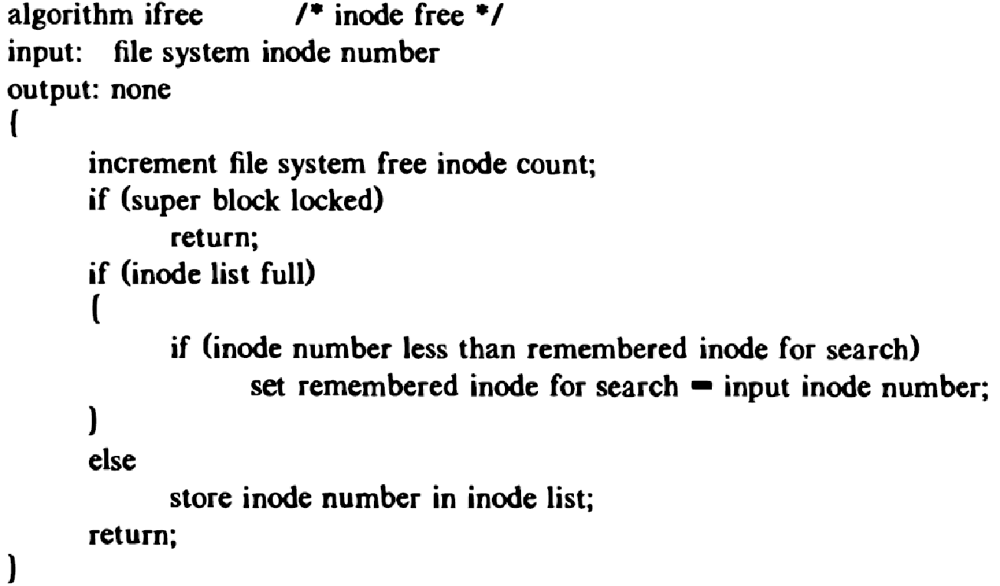 algorithm ifree /* inode free */
input: file system inode number
output: none
{
increment file system free inode count;
if (super block locked)
return;
if (inode list full)
{
if (inode number less than remembered inode for search)
set remembered inode for search = input inode number;
}
else
store inode number in inode list;
return;
}